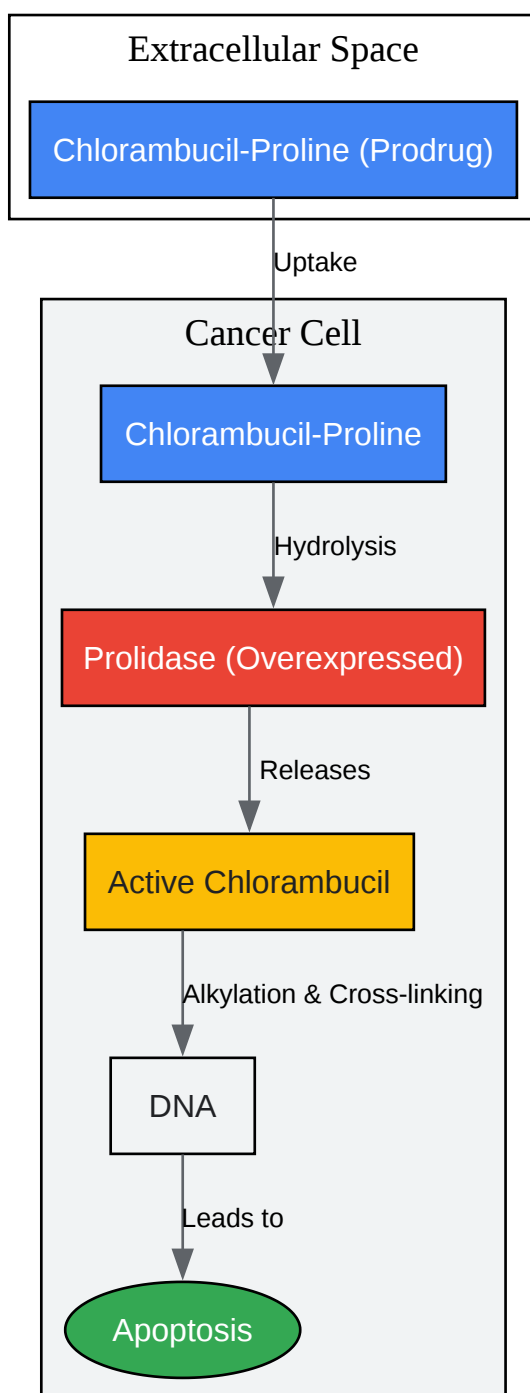 Extracellular Space
Chlorambucil-Proline (Prodrug)
Uptake
Cancer Cell
Chlorambucil-Proline
Hydrolysis
Prolidase (Overexpressed)
Releases
Active Chlorambucil
Alkylation & Cross-linking
DNA
Leads to
Apoptosis